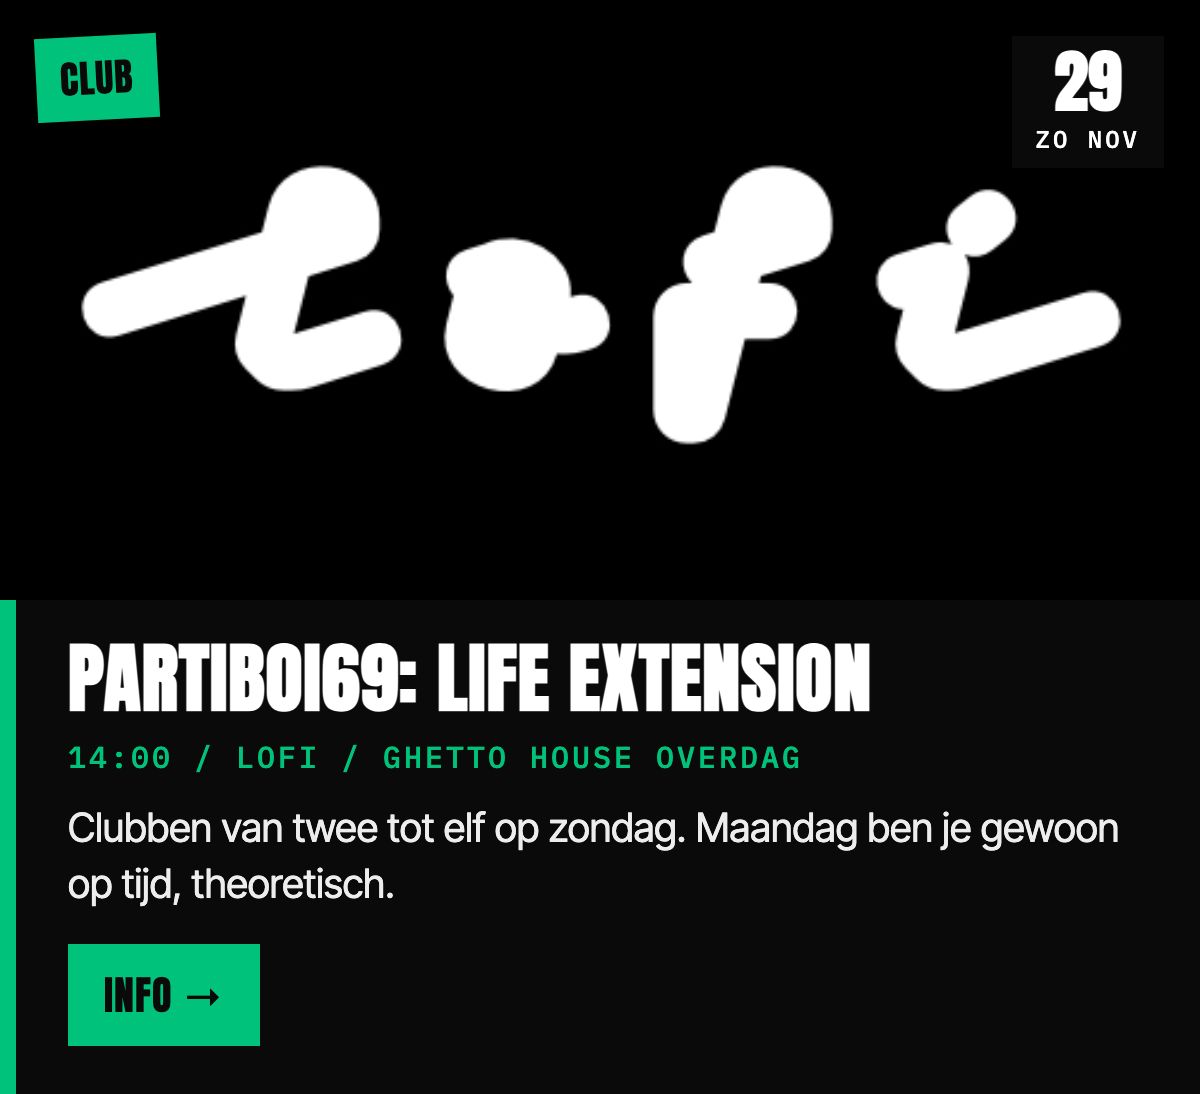 CLUB
29
ZO NOV
lofi
PARTIBOI69: LIFE EXTENSION
14:00 / LOFI / GHETTO HOUSE OVERDAG
Clubben van twee tot elf op zondag. Maandag ben je gewoon
op tijd, theoretisch.
INFO →